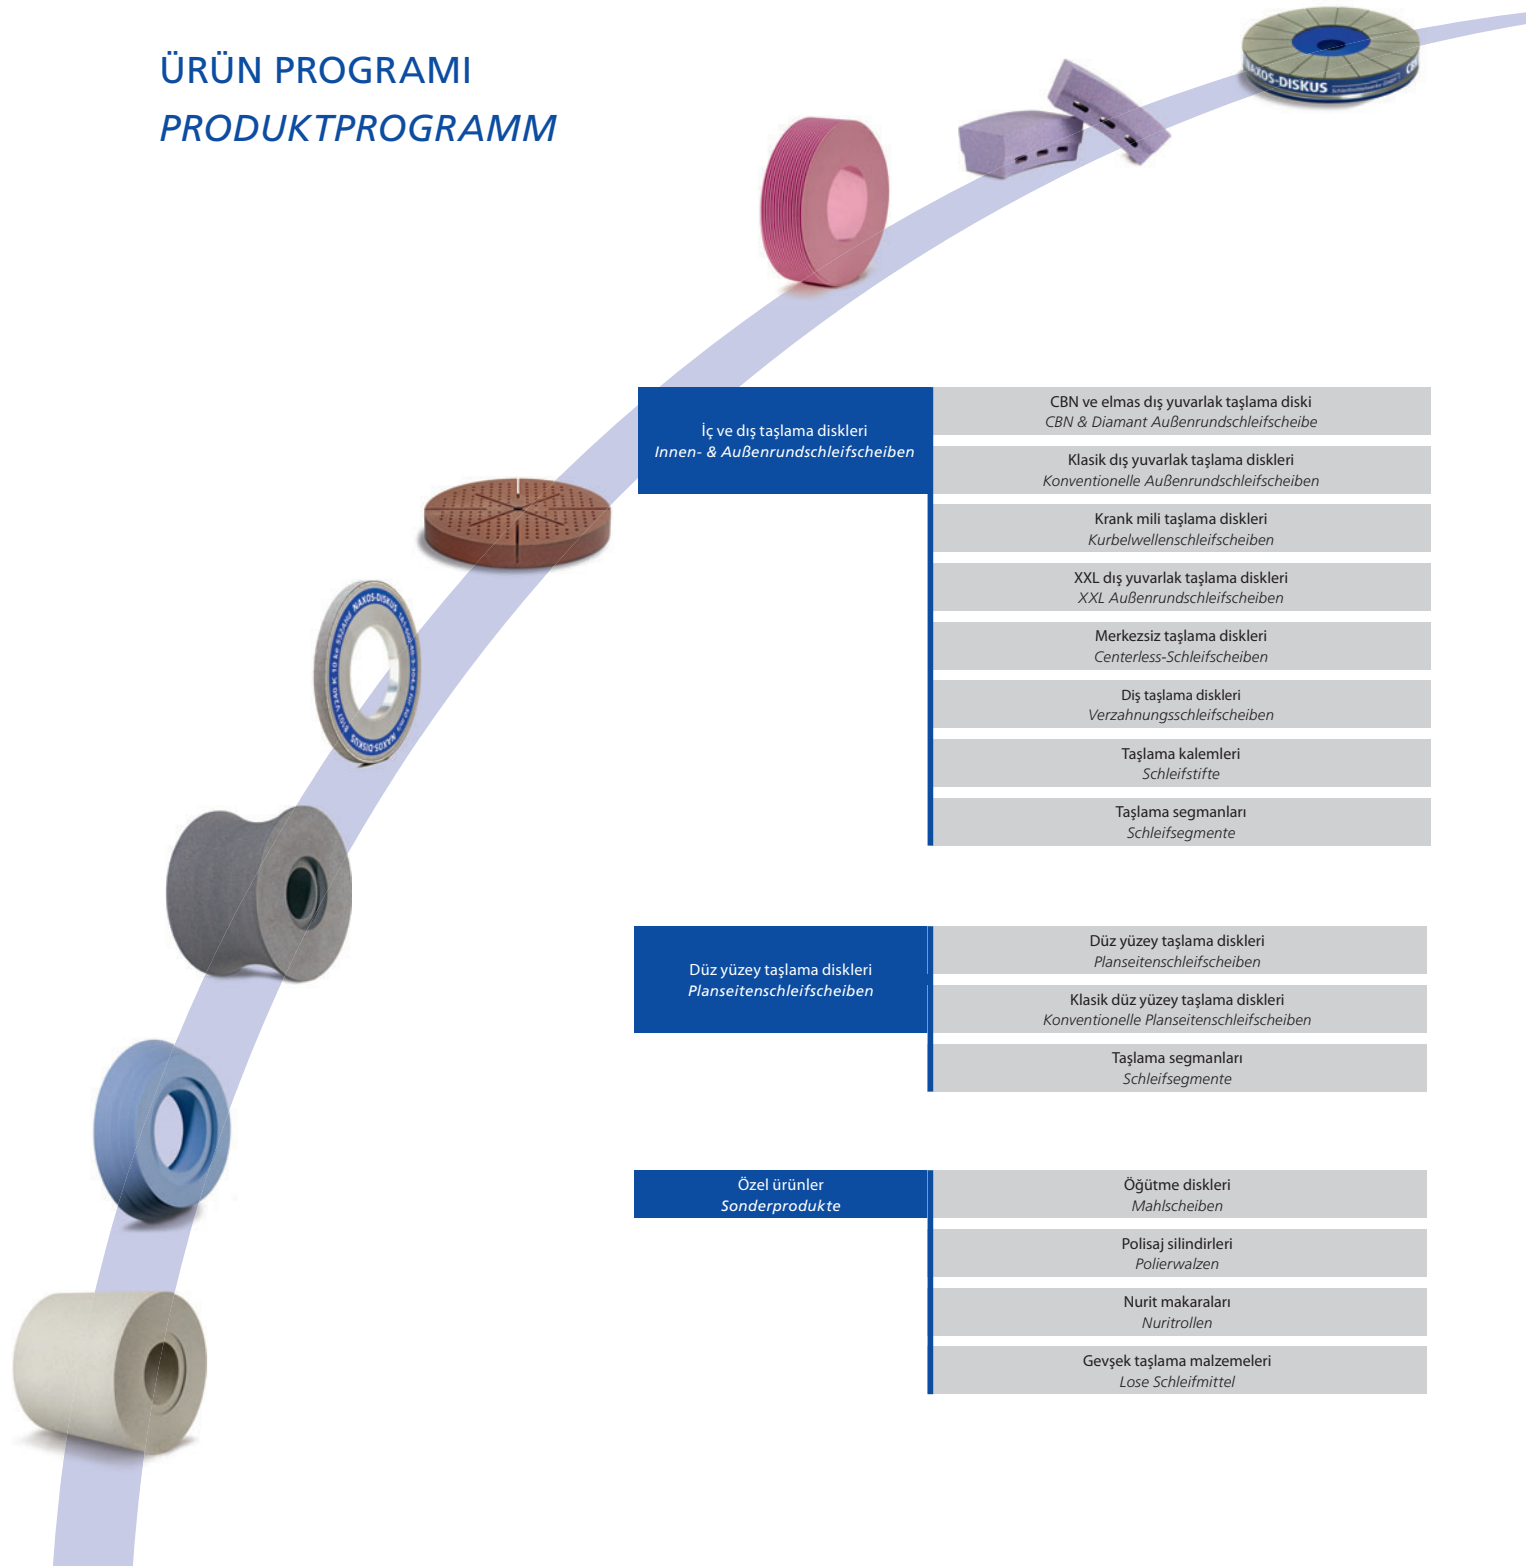 ÜRÜN PROGRAMI
PRODUKTPROGRAMM
NAXOS-DISKUS
NAXOS-DISKUS
NAXOS-DISKUS
İç ve dış taşlama diskleri
Innen- & Außenrundschleifscheiben
CBN ve elmas dış yuvarlak taşlama diski
CBN & Diamant Außenrundschleifscheibe
Klasik dış yuvarlak taşlama diskleri
Konventionelle Außenrundschleifscheiben
Krank mili taşlama diskleri
Kurbelwellenschleifscheiben
XXL dış yuvarlak taşlama diskleri
XXL Außenrundschleifscheiben
Merkezsiz taşlama diskleri
Centerless-Schleifscheiben
Diş taşlama diskleri
Verzahnungsschleifscheiben
Taşlama kalemleri
Schleifstifte
Taşlama segmanları
Schleifsegmente
Düz yüzey taşlama diskleri
Planseitenschleifscheiben
Düz yüzey taşlama diskleri
Planseitenschleifscheiben
Klasik düz yüzey taşlama diskleri
Konventionelle Planseitenschleifscheiben
Taşlama segmanları
Schleifsegmente
Özel ürünler
Sonderprodukte
Öğütme diskleri
Mahlscheiben
Polisaj silindirleri
Polierwalzen
Nurit makaraları
Nuritrollen
Gevşek taşlama malzemeleri
Lose Schleifmittel